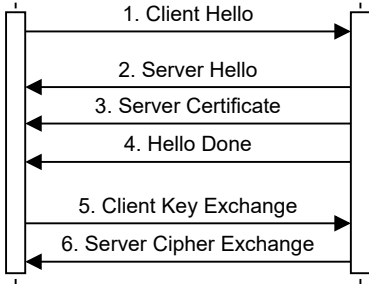 1. Client Hello
2. Server Hello
3. Server Certificate
4. Hello Done
5. Client Key Exchange
6. Server Cipher Exchange